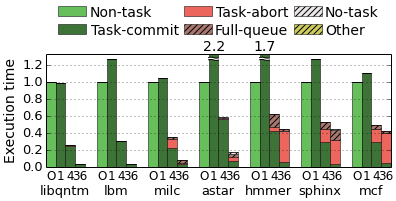 Non-task Task-abort No-task
Task-commit Full-queue Other
2.2 1.7
Execution time
1.2
1.0
0.8
0.6
0.4
0.2
0.0
O1 436 O1 436 O1 436 O1 436 O1 436 O1 436 O1 436
libqntm lbm milc astar hmmer sphinx mcf